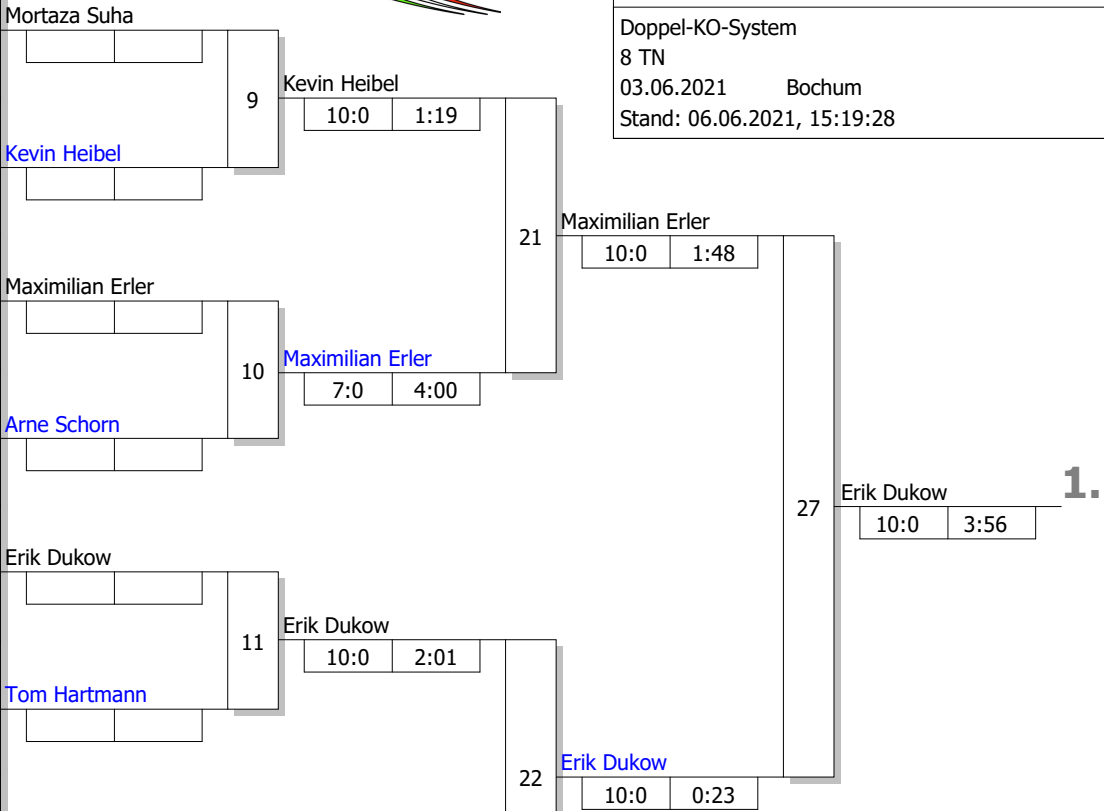 Doppel-KO-System
8 TN
03.06.2021 Bochum
Stand: 06.06.2021, 15:19:28
Mortaza Suha
9
Kevin Heibel
10:0 1:19
Kevin Heibel
21
Maximilian Erler
10:0 1:48
Maximilian Erler
10
Maximilian Erler
7:0 4:00
Arne Schorn
27
Erik Dukow
10:0 3:56
1.
Erik Dukow
11
Erik Dukow
10:0 2:01
Tom Hartmann
22
Erik Dukow
10:0 0:23